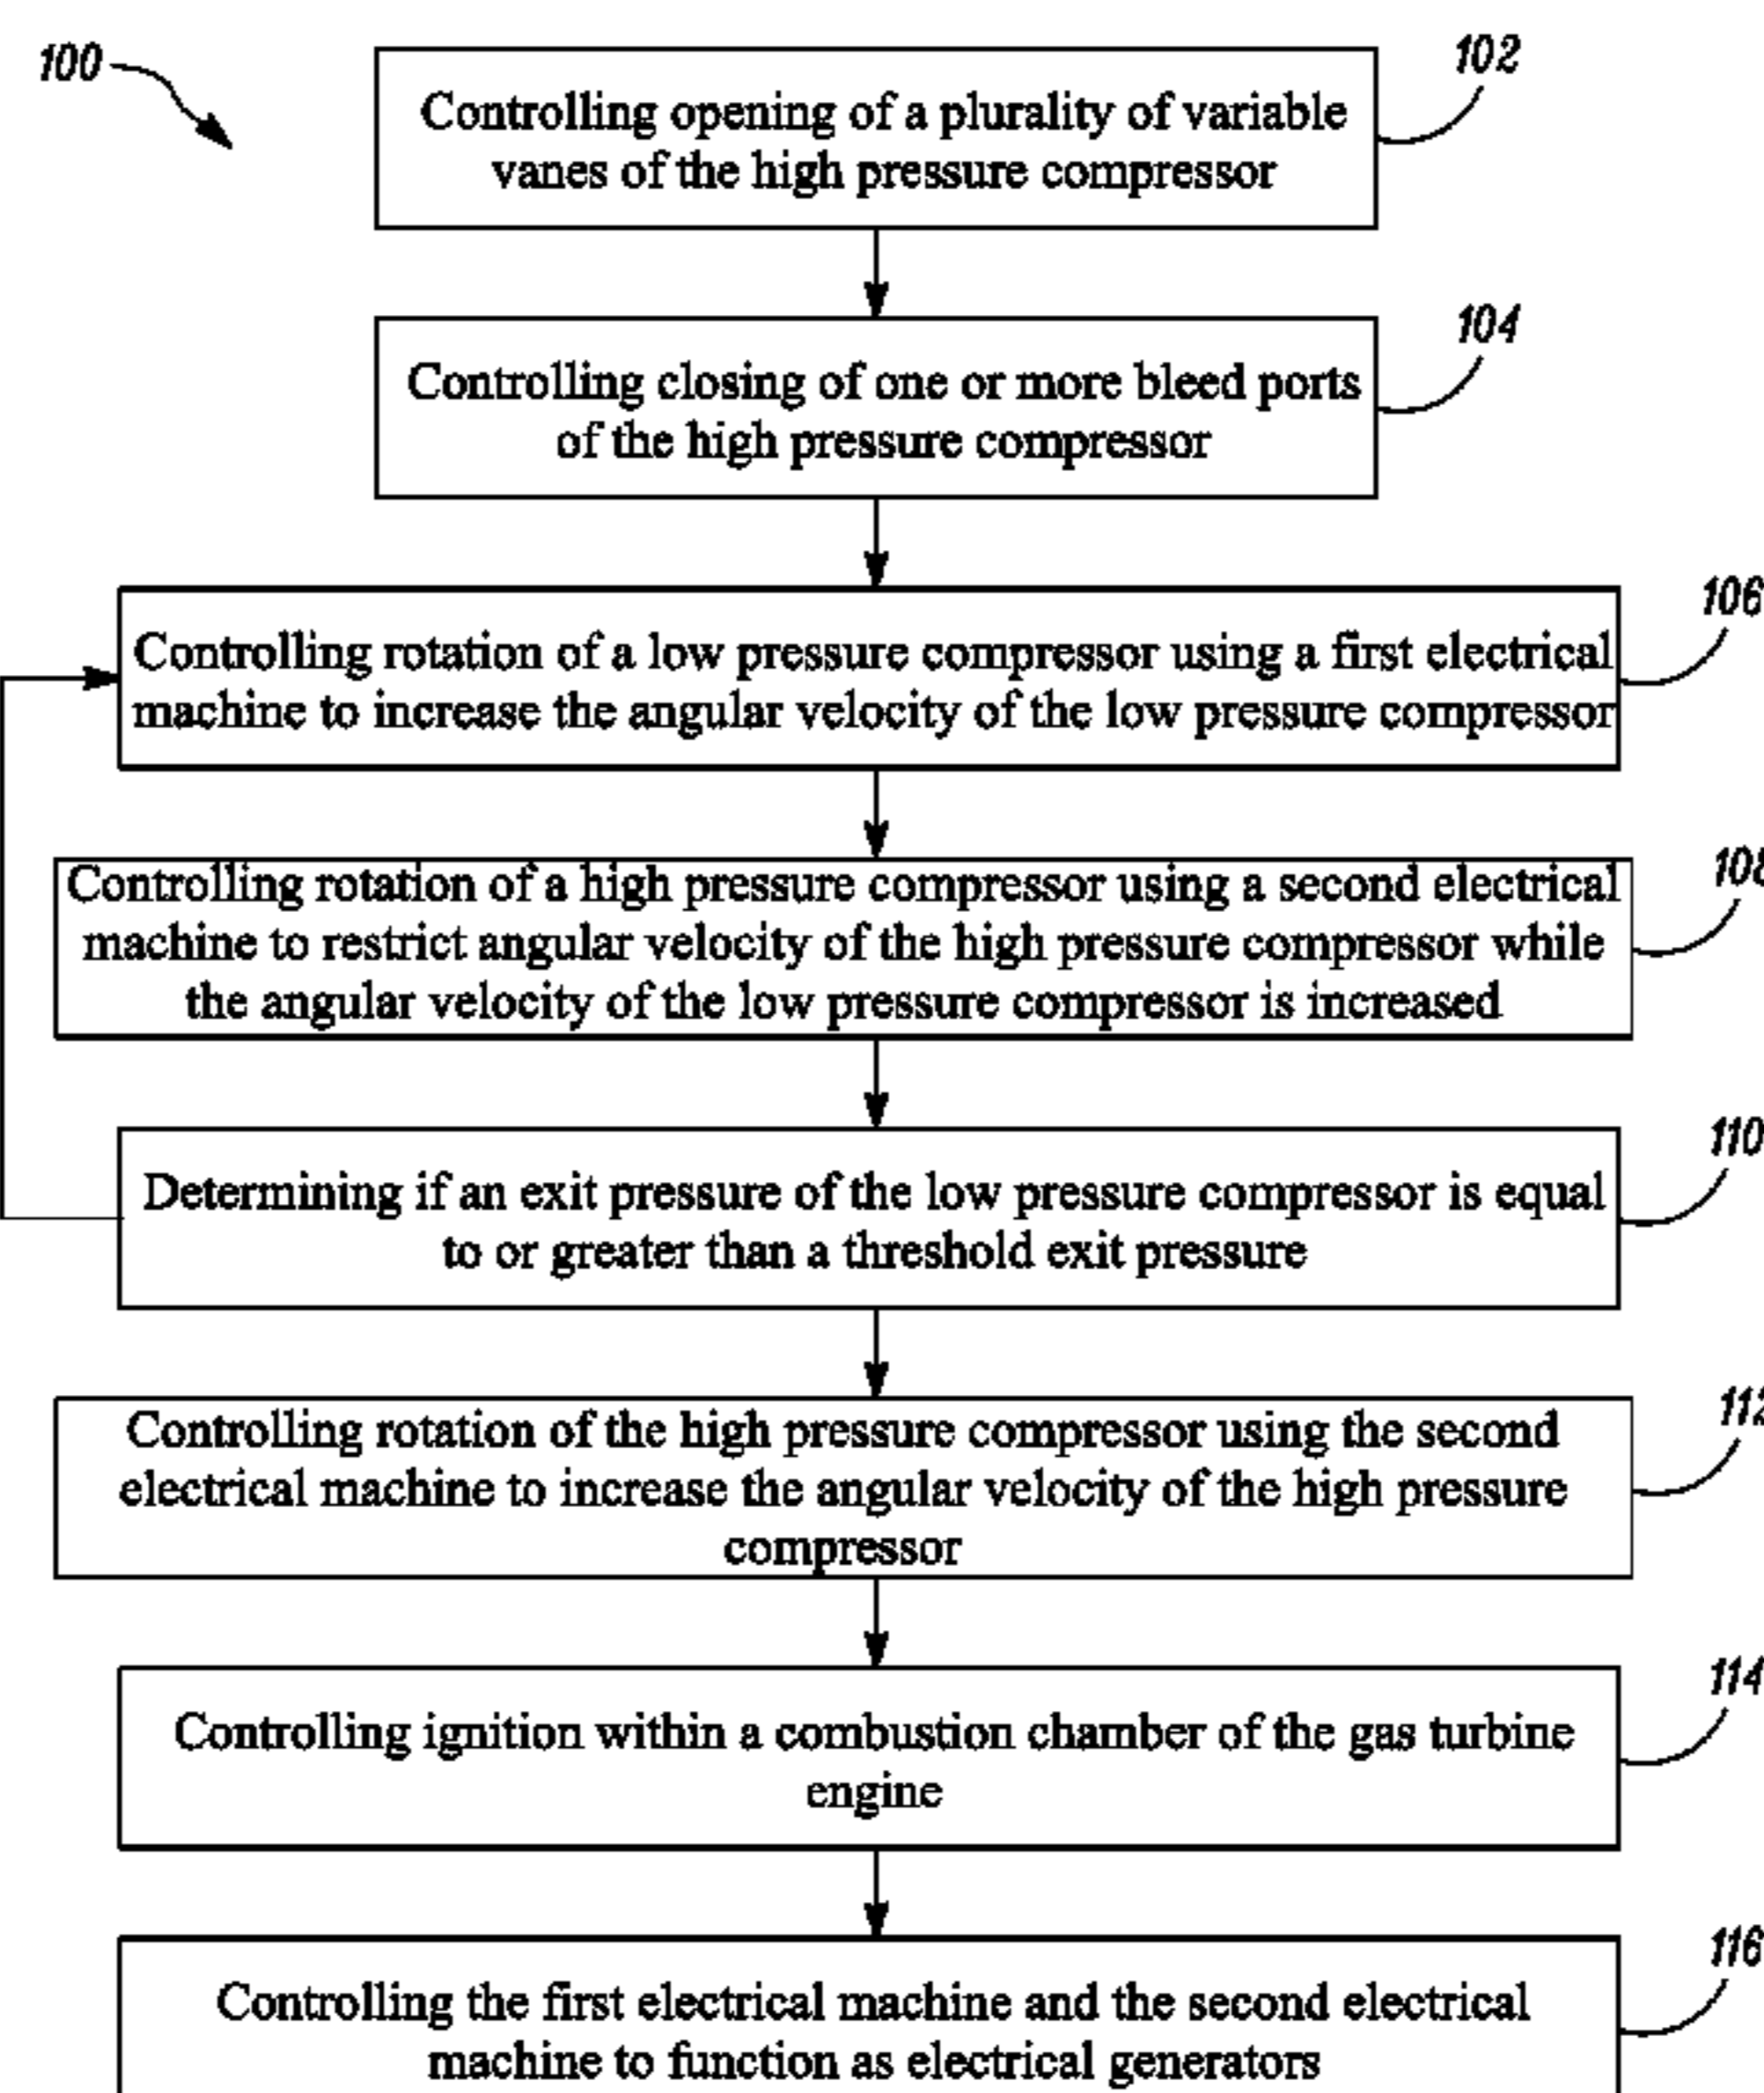 100
102
Controlling opening of a plurality of variable
vanes of the high pressure compressor
104
Controlling closing of one or more bleed ports
of the high pressure compressor
106
Controlling rotation of a low pressure compressor using a first electrical
machine to increase the angular velocity of the low pressure compressor
108
Controlling rotation of a high pressure compressor using a second electrical
machine to restrict angular velocity of the high pressure compressor while
the angular velocity of the low pressure compressor is increased
110
Determining if an exit pressure of the low pressure compressor is equal
to or greater than a threshold exit pressure
112
Controlling rotation of the high pressure compressor using the second
electrical machine to increase the angular velocity of the high pressure
compressor
114
Controlling ignition within a combustion chamber of the gas turbine
engine
116
Controlling the first electrical machine and the second electrical
machine to function as electrical generators